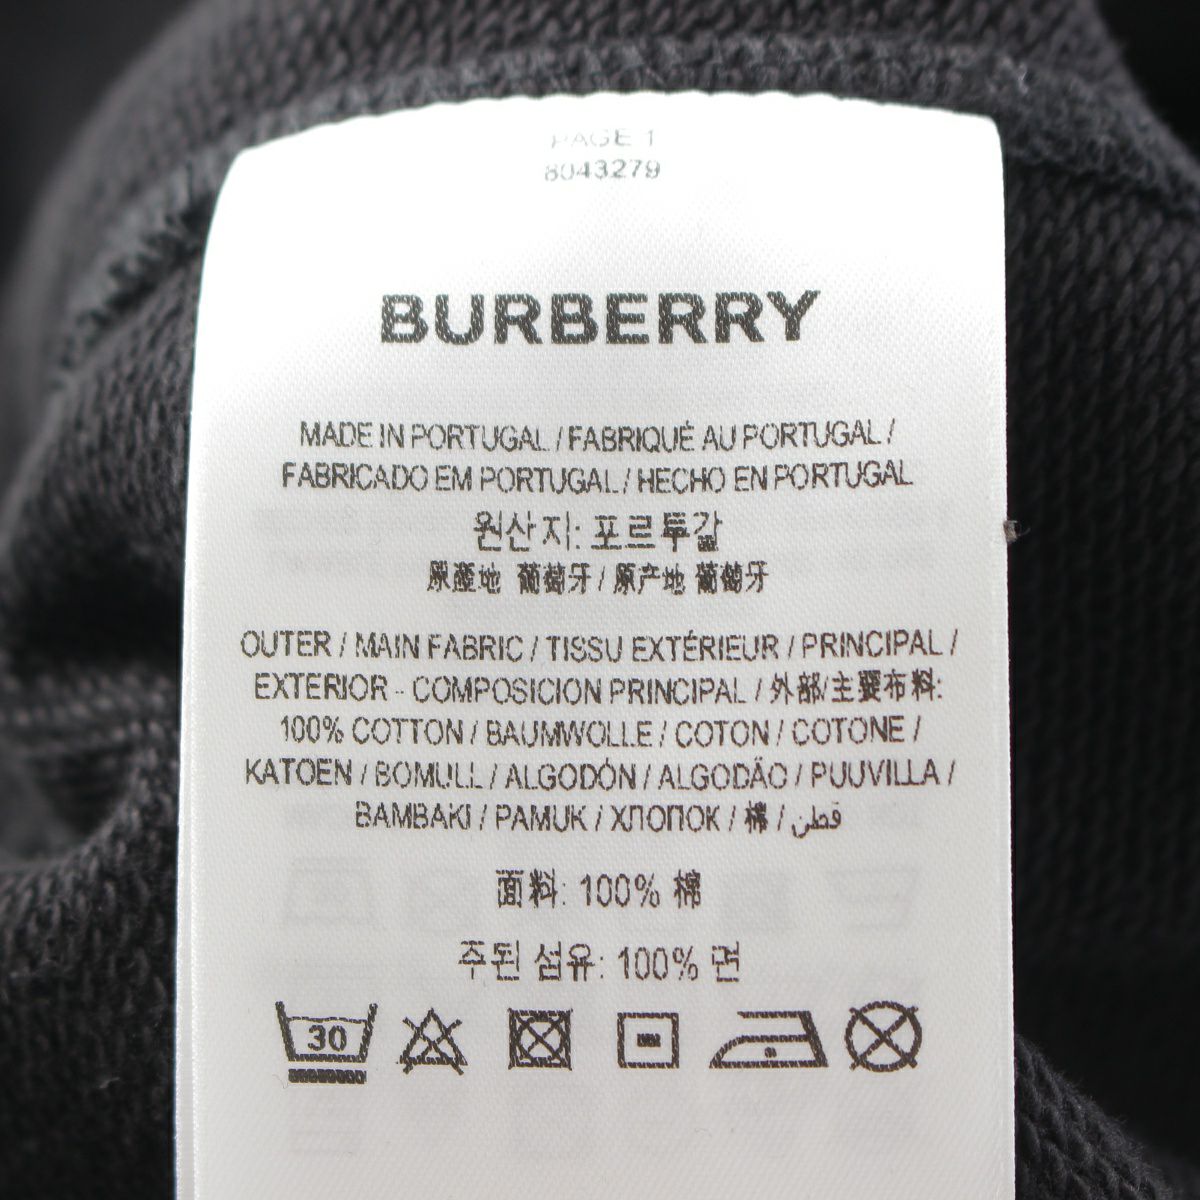 PAGE 1
8043279
BURBERRY
MADE IN PORTUGAL / FABRIQUÉ AU PORTUGAL /
FABRICADO EM PORTUGAL / HECHO EN PORTUGAL
원산지: 포르투갈
原產地 葡萄牙 / 原产地 葡萄牙
OUTER / MAIN FABRIC / TISSU EXTÉRIEUR / PRINCIPAL /
EXTERIOR - COMPOSICION PRINCIPAL / 外部/主要布料:
100% COTTON / BAUMWOLLE / COTON / COTONE /
KATOEN / BOMULL / ALGODÓN / ALGODÃO / PUUVILLA /
BAMBAKI / PAMUK / ХЛОПОК / 棉 / قطن
面料: 100% 棉
주된 섬유: 100% 면
30